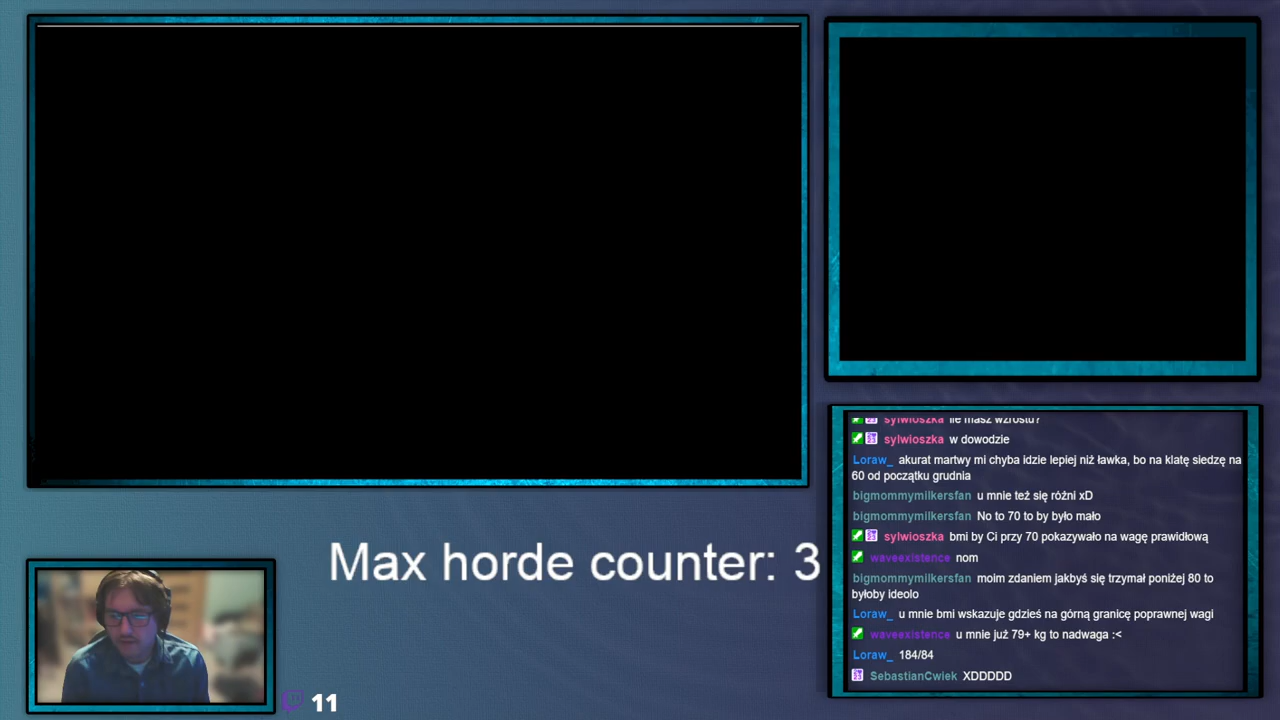 sylwioszka ile masz wzrostu?
sylwioszka w dowodzie
Loraw_ akurat martwy mi chyba idzie lepiej niż ławka, bo na klatę siedzę na
60 od początku grudnia
bigmommymilkersfan u mnie też się różni xD
bigmommymilkersfan No to 70 to by było mało
sylwioszka bmi by Ci przy 70 pokazywało na wagę prawidłową
waveexistence nom
bigmommymilkersfan moim zdaniem jakbyś się trzymał poniżej 80 to
byłoby ideolo
Loraw_ u mnie bmi wskazuje gdzieś na górną granicę poprawnej wagi
waveexistence u mnie już 79+ kg to nadwaga :<
Loraw_ 184/84
SebastianCwiek XDDDDD
Max horde counter: 3
11